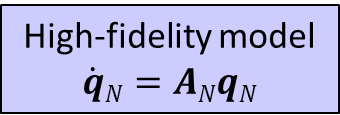 High-fidelity model
q̇_N = A_N q_N